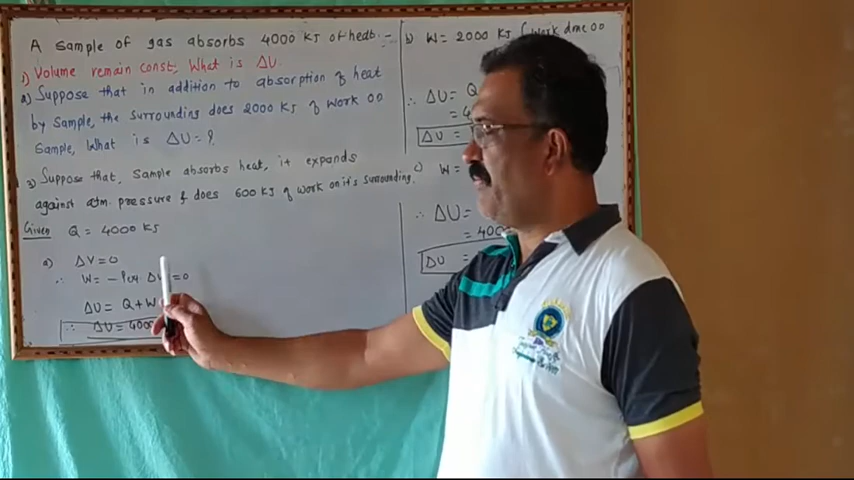 A Sample of gas absorbs 4000 KJ of heat.
1) Volume remain const, What is ΔU.
a) Suppose that in addition to absorption of heat
by Sample, the surrounding does 2000 KJ of work on
Sample, What is ΔU = ?
3) Suppose that, Sample absorbs heat, it expands
against atm. pressure & does 600 KJ of work on it's Surrounding.
Given Q = 4000 KJ
a) ΔV = 0
∴ W = - Pext ΔV = 0
ΔU = Q + W
∴ ΔU = 4000
b) W = 2000 KJ (work done on
∴ ΔU = Q
= 4
ΔU =
c) W =
∴ ΔU =
= 400
ΔU =